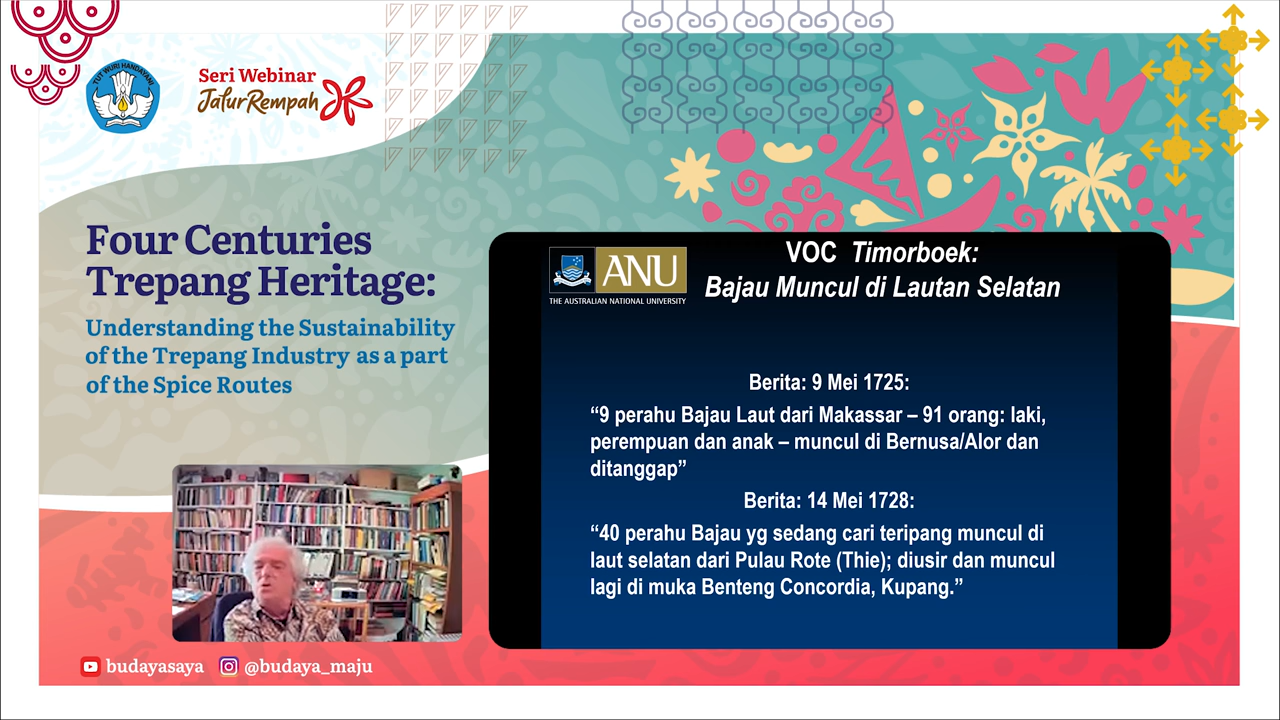 TUT WURI HANDAYANI
Seri Webinar
Jalur Rempah
Four Centuries
Trepang Heritage:
Understanding the Sustainability
of the Trepang Industry as a part
of the Spice Routes
budayasaya @budaya_maju
ANU
THE AUSTRALIAN NATIONAL UNIVERSITY
VOC Timorboek:
Bajau Muncul di Lautan Selatan
Berita: 9 Mei 1725:
“9 perahu Bajau Laut dari Makassar – 91 orang: laki,
perempuan dan anak – muncul di Bernusa/Alor dan
ditanggap”
Berita: 14 Mei 1728:
“40 perahu Bajau yg sedang cari teripang muncul di
laut selatan dari Pulau Rote (Thie); diusir dan muncul
lagi di muka Benteng Concordia, Kupang.”